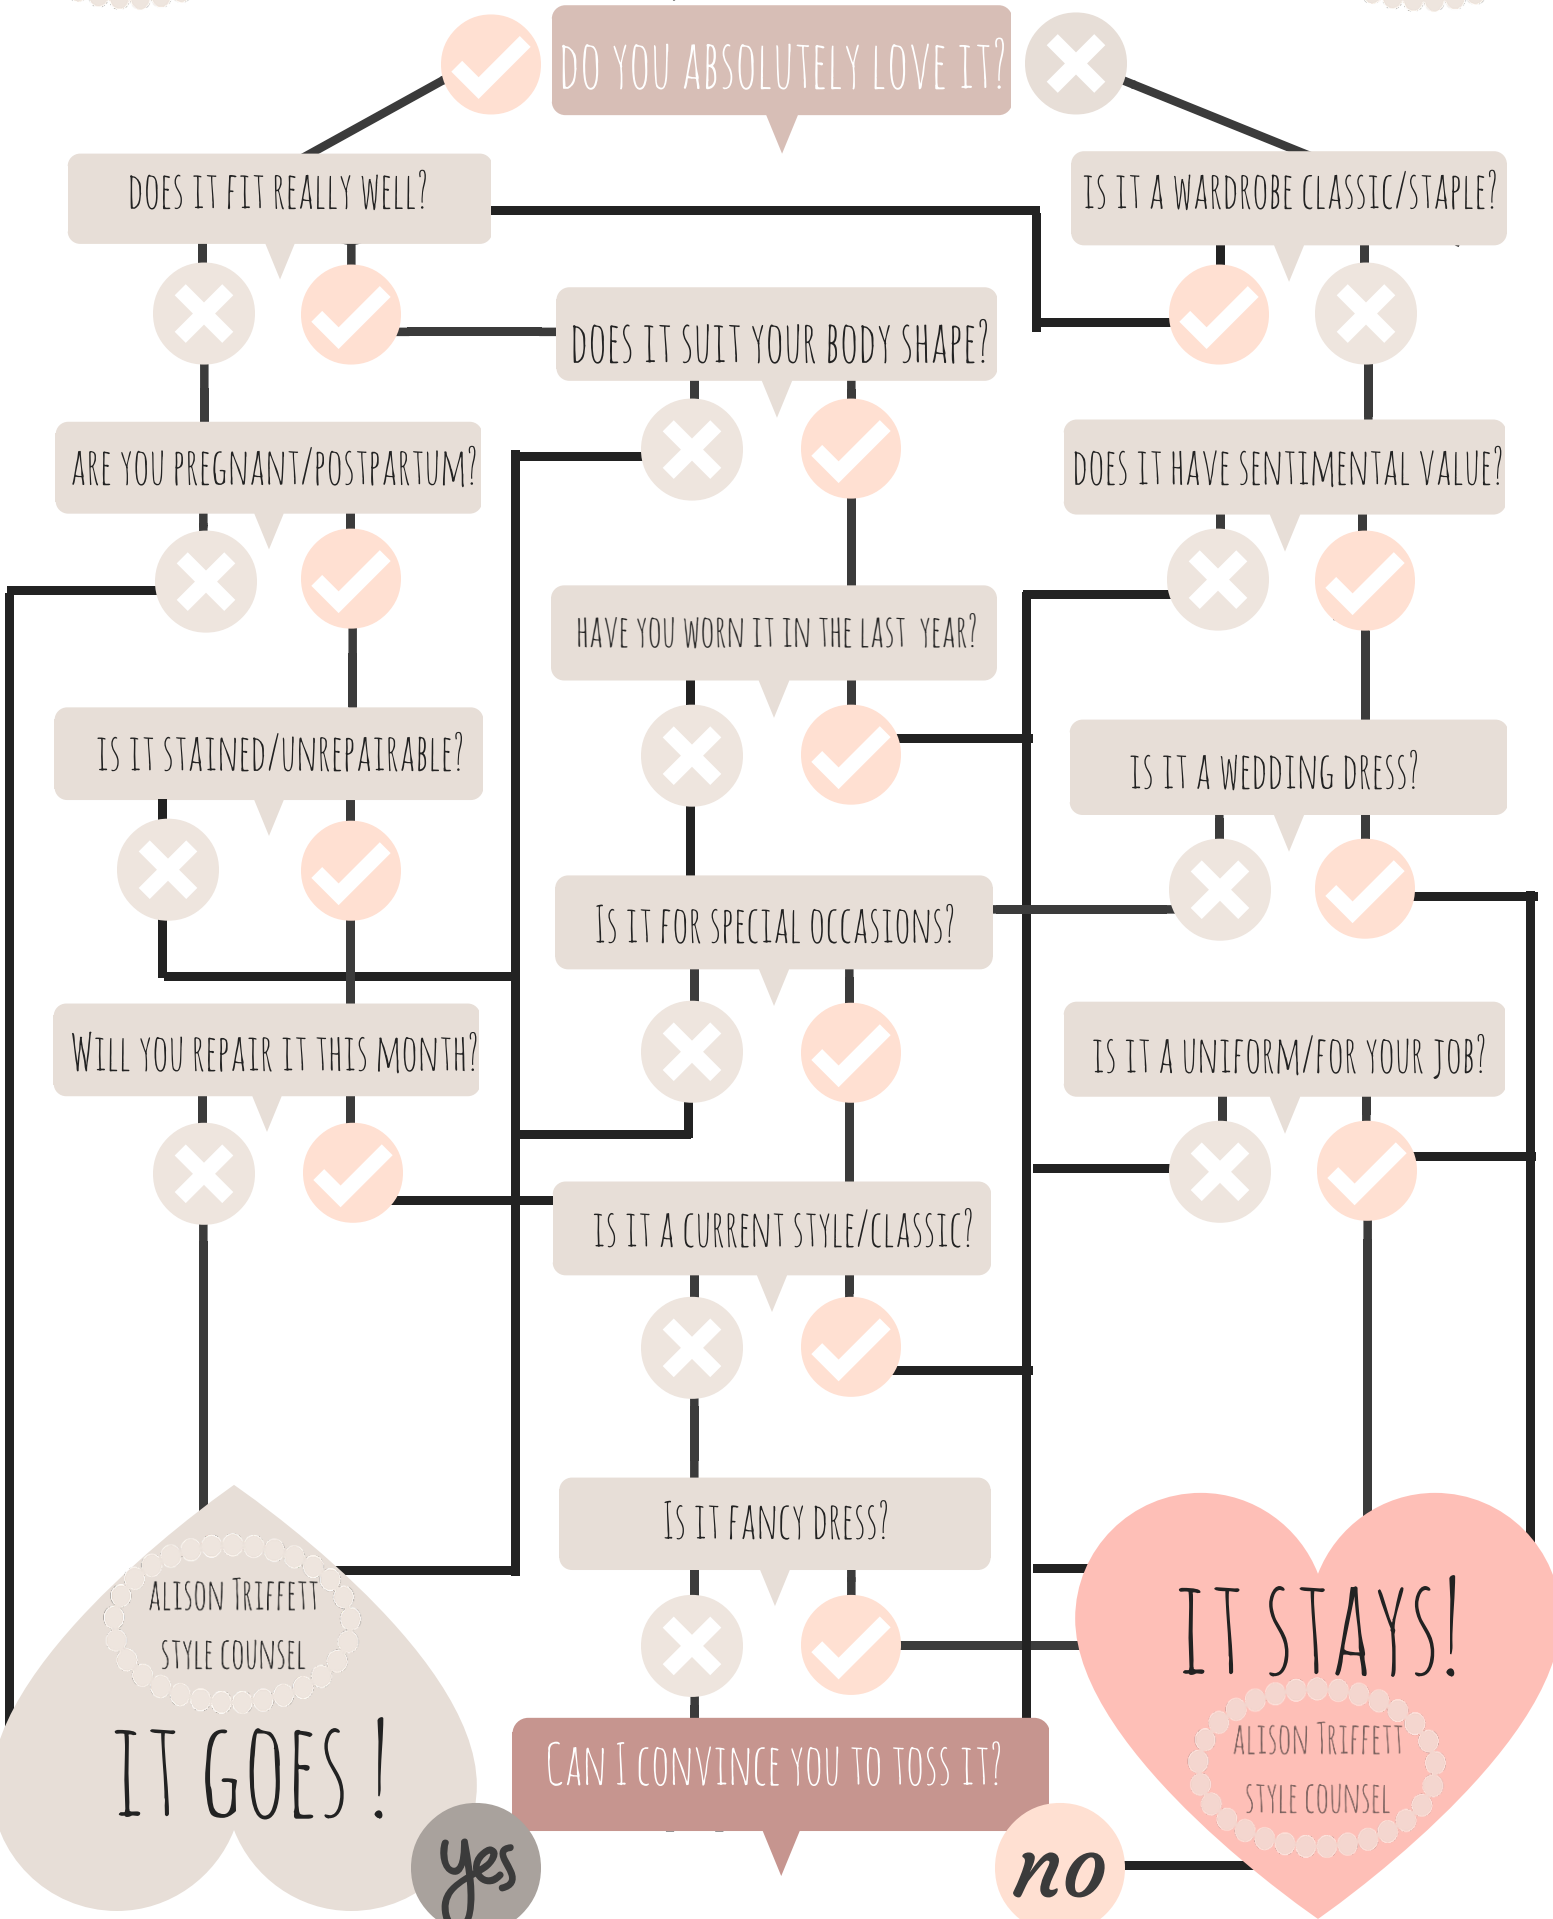 DO YOU ABSOLUTELY LOVE IT?
DOES IT FIT REALLY WELL?
IS IT A WARDROBE CLASSIC/STAPLE?
DOES IT SUIT YOUR BODY SHAPE?
ARE YOU PREGNANT/POSTPARTUM?
DOES IT HAVE SENTIMENTAL VALUE?
HAVE YOU WORN IT IN THE LAST YEAR?
IS IT STAINED/UNREPAIRABLE?
IS IT A WEDDING DRESS?
IS IT FOR SPECIAL OCCASIONS?
WILL YOU REPAIR IT THIS MONTH?
IS IT A UNIFORM/FOR YOUR JOB?
IS IT A CURRENT STYLE/CLASSIC?
IS IT FANCY DRESS?
ALISON TRIFFETT
STYLE COUNSEL
IT GOES !
IT STAYS!
ALISON TRIFFETT
STYLE COUNSEL
CAN I CONVINCE YOU TO TOSS IT?
yes
no